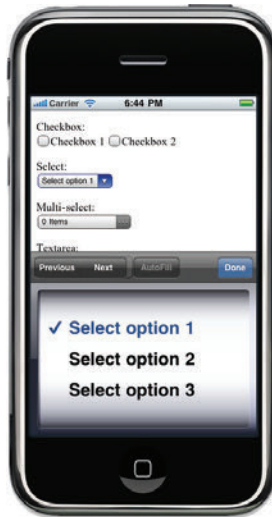 Carrier 6:44 PM
Checkbox:
Checkbox 1 Checkbox 2
Select:
Select option 1
Multi-select:
0 Items
Textarea:
Previous Next AutoFill Done
✓ Select option 1
Select option 2
Select option 3